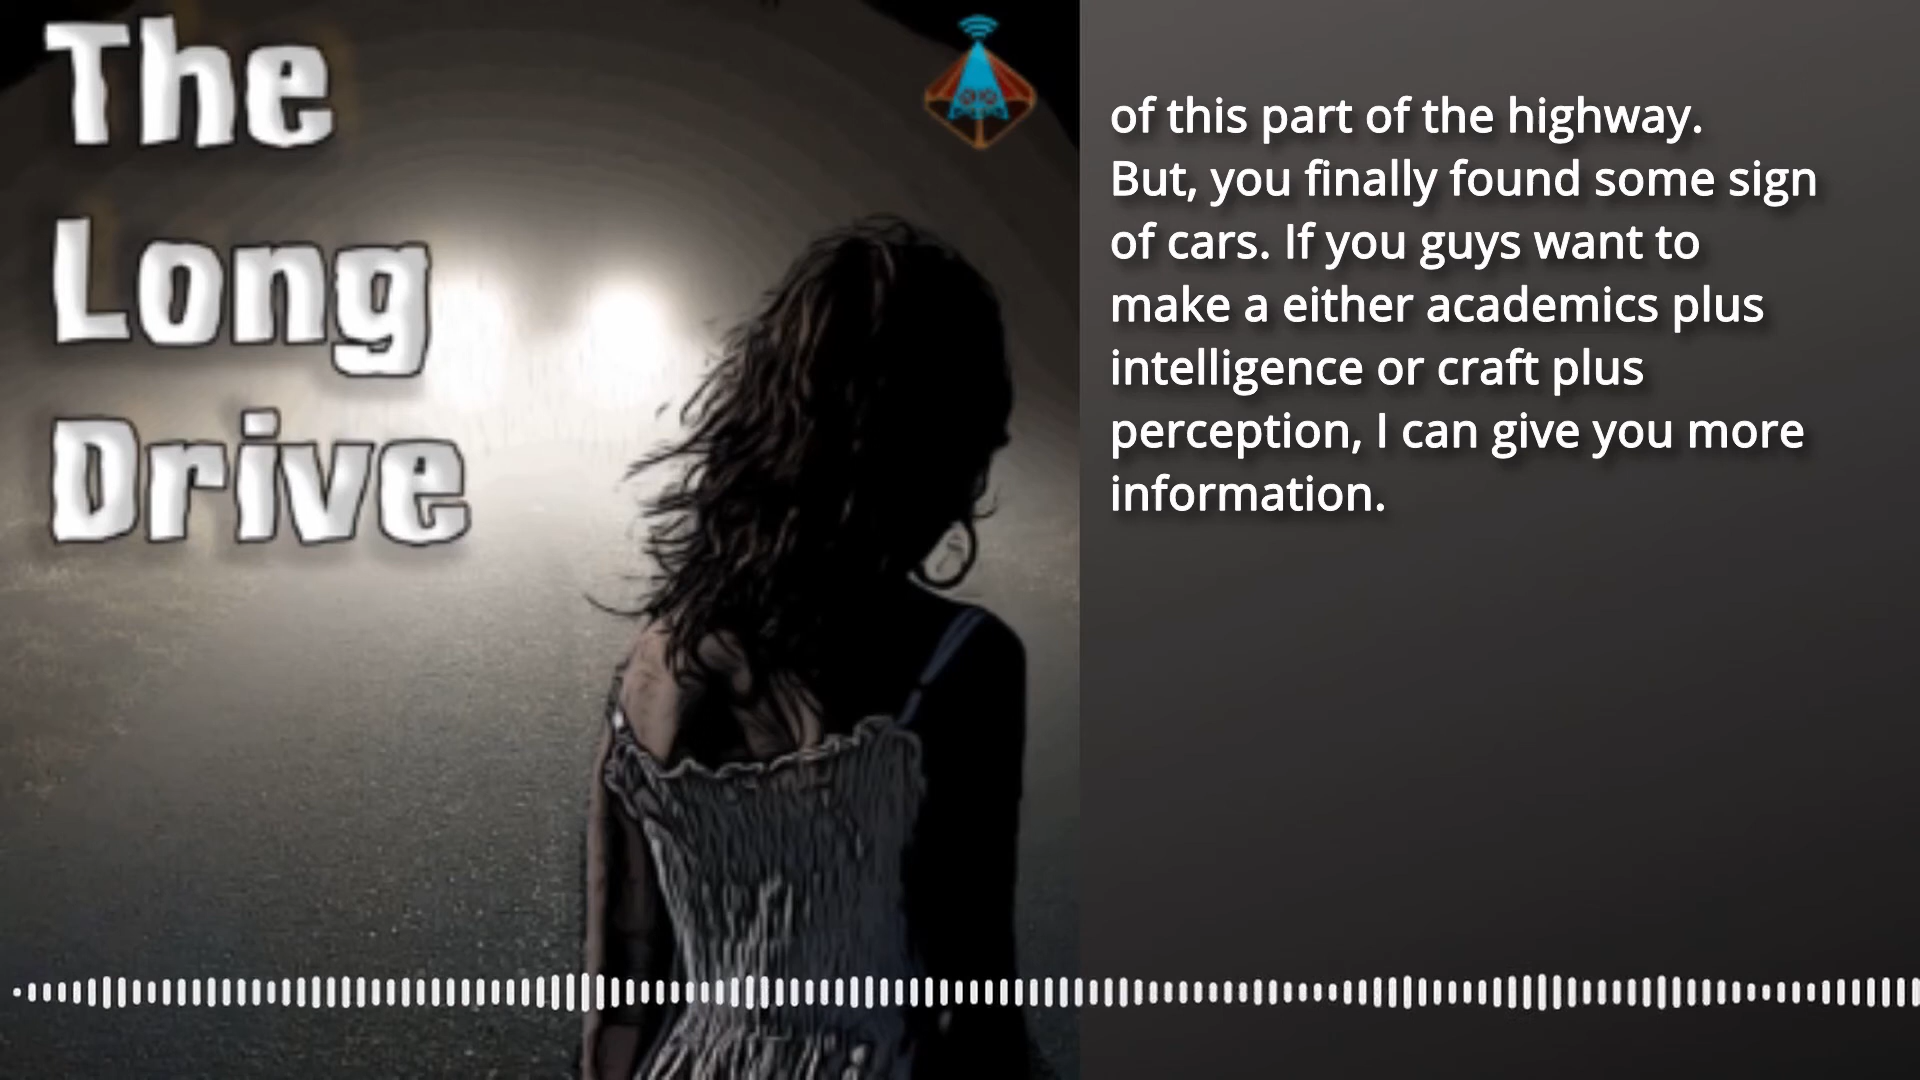 The
Long
Drive
of this part of the highway.
But, you finally found some sign
of cars. If you guys want to
make a either academics plus
intelligence or craft plus
perception, I can give you more
information.